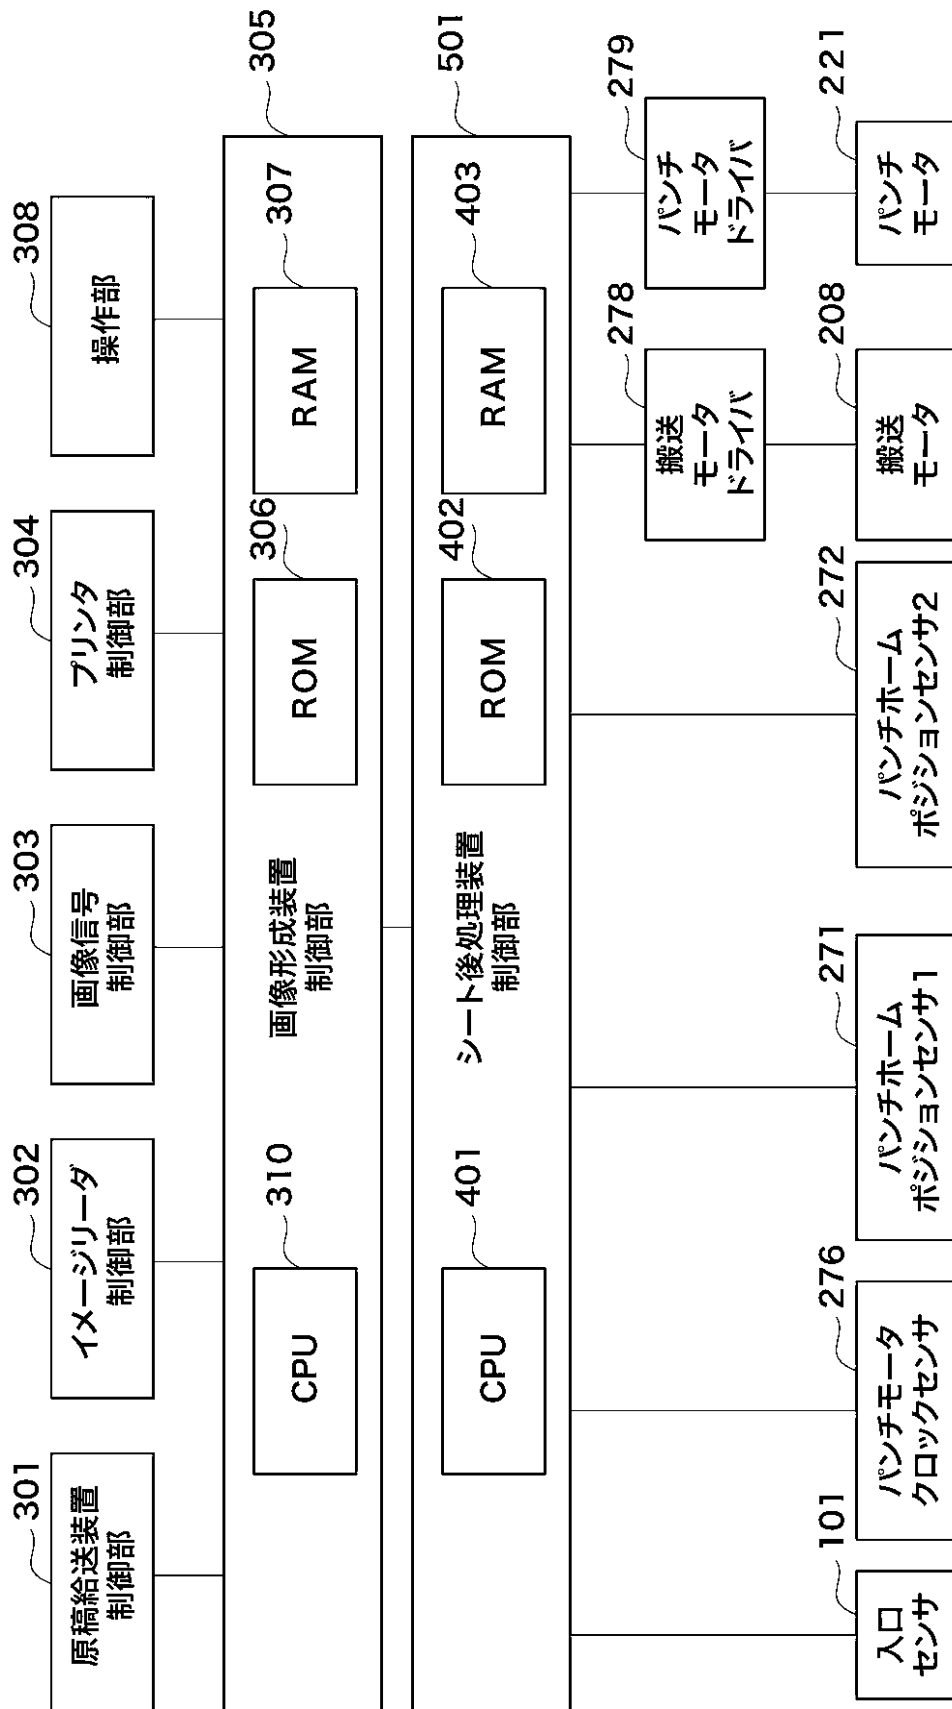 301
302
303
304
308
原稿給送装置
制御部
イメージリーダ
制御部
画像信号
制御部
プリンタ
制御部
操作部
305
310
306
307
CPU
画像形成装置
制御部
ROM
RAM
501
401
402
403
CPU
シート後処理装置
制御部
ROM
RAM
278
279
搬送
モータ
ドライバ
パンチ
モータ
ドライバ
101
276
271
272
208
221
入口
センサ
パンチモータ
クロックセンサ
パンチホーム
ポジションセンサ1
パンチホーム
ポジションセンサ2
搬送
モータ
パンチ
モータ